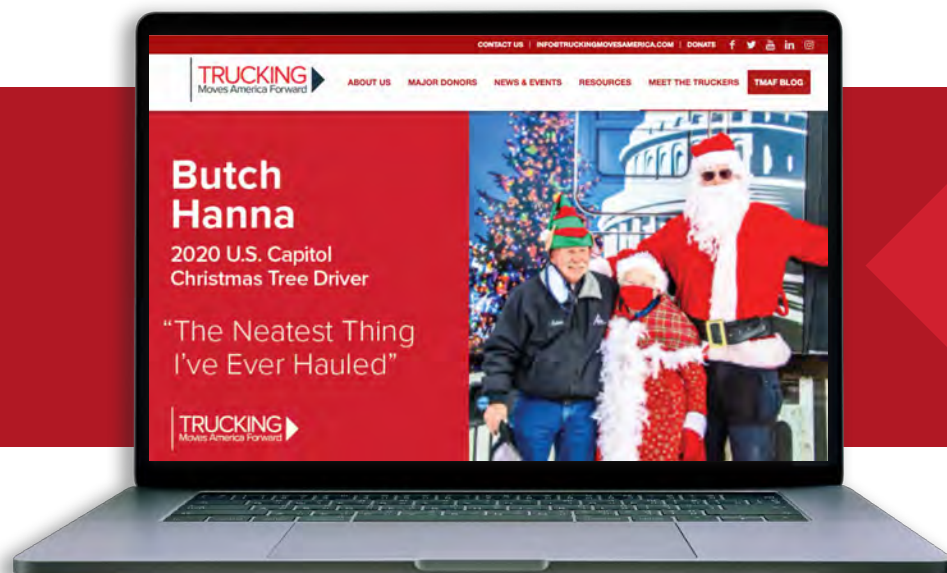 CONTACT US | INFO@TRUCKINGMOVESAMERICA.COM | DONATE
TRUCKING
Moves America Forward
ABOUT US MAJOR DONORS NEWS & EVENTS RESOURCES MEET THE TRUCKERS TMAF BLOG
Butch
Hanna
2020 U.S. Capitol
Christmas Tree Driver
“The Neatest Thing
I’ve Ever Hauled”
TRUCKING
Moves America Forward